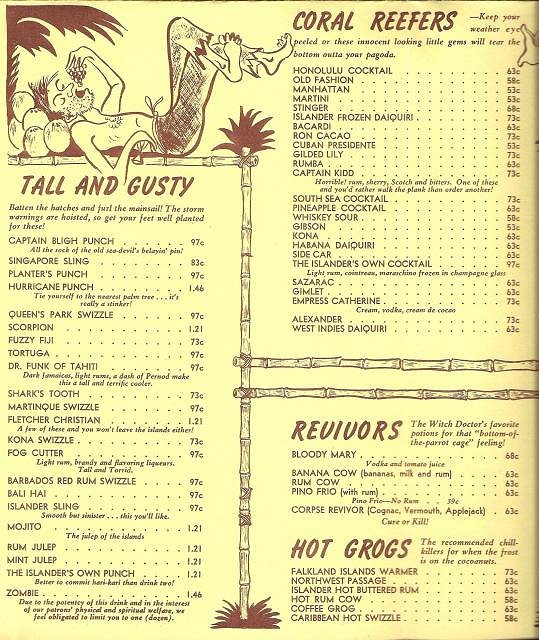 TALL AND GUSTY
Batten the hatches and furl the mainsail! The storm
warnings are hoisted, so get your feet well planted
for these!
CAPTAIN BLIGH PUNCH . . . . . . 97c
All the sock of the old sea-devil's belayin' pin!
SINGAPORE SLING . . . . . . 83c
PLANTER'S PUNCH . . . . . . 97c
HURRICANE PUNCH . . . . . . 1.46
Tie yourself to the nearest palm tree . . . it's
really a stinker!
QUEEN'S PARK SWIZZLE . . . . . . 97c
SCORPION . . . . . . 1.21
FUZZY FIJI . . . . . . 73c
TORTUGA . . . . . . 97c
DR. FUNK OF TAHITI . . . . . . 97c
Dark Jamaicas, light rums, a dash of Pernod make
this a tall and terrific cooler.
SHARK'S TOOTH . . . . . . 73c
MARTINQUE SWIZZLE . . . . . . 97c
FLETCHER CHRISTIAN . . . . . . 1.21
A few of these and you won't leave the islands either!
KONA SWIZZLE . . . . . . 73c
FOG CUTTER . . . . . . 97c
Light rum, brandy and flavoring liqueurs.
Tall and Torrid.
BARBADOS RED RUM SWIZZLE . . . . . . 97c
BALI HAI . . . . . . 97c
ISLANDER SLING . . . . . . 97c
Smooth but sinister . . . this you'll like.
MOJITO . . . . . . 1.21
The julep of the islands
RUM JULEP . . . . . . 1.21
MINT JULEP . . . . . . 1.21
THE ISLANDER'S OWN PUNCH . . . . . . 1.21
Better to commit hari-kari than drink two!
ZOMBIE . . . . . . 1.46
Due to the potency of this drink and in the interest
of our patrons' physical and spiritual welfare, we
feel obligated to limit you to one (dozen).
CORAL REEFERS —Keep your
weather eye
peeled or these innocent looking little gems will tear the
bottom outta your pagoda.
HONOLULU COCKTAIL . . . . . . 63c
OLD FASHION . . . . . . 58c
MANHATTAN . . . . . . 53c
MARTINI . . . . . . 53c
STINGER . . . . . . 68c
ISLANDER FROZEN DAIQUIRI . . . . . . 73c
BACARDI . . . . . . 63c
RON CACAO . . . . . . 73c
CUBAN PRESIDENTE . . . . . . 53c
GILDED LILY . . . . . . 73c
RUMBA . . . . . . 63c
CAPTAIN KIDD . . . . . . 73c
Horrible! rum, sherry, Scotch and bitters. One of these
and you'd rather walk the plank than order another!
SOUTH SEA COCKTAIL . . . . . . 73c
PINEAPPLE COCKTAIL . . . . . . 63c
WHISKEY SOUR . . . . . . 58c
GIBSON . . . . . . 53c
KONA . . . . . . 63c
HABANA DAIQUIRI . . . . . . 63c
SIDE CAR . . . . . . 63c
THE ISLANDER'S OWN COCKTAIL . . . . . . 97c
Light rum, cointreau, maraschino frozen in champagne glass
SAZARAC . . . . . . 63c
GIMLET . . . . . . 63c
EMPRESS CATHERINE . . . . . . 73c
Cream, vodka, cream de cacao
ALEXANDER . . . . . . 73c
WEST INDIES DAIQUIRI . . . . . . 63c
REVIVORS The Witch Doctor's favorite
potions for that "bottom-of-
the-parrot cage" feeling!
BLOODY MARY . . . . . . 68c
Vodka and tomato juice
BANANA COW (bananas, milk and rum) . . . . . . 63c
RUM COW . . . . . . 63c
PINO FRIO (with rum) . . . . . . 63c
Pino Frio—No Rum . . . 39c
CORPSE REVIVOR (Cognac, Vermouth, Applejack) . 63c
Cure or Kill!
HOT GROGS The recommended chill-
killers for when the frost
is on the cocoanuts.
FALKLAND ISLANDS WARMER . . . . . . 73c
NORTHWEST PASSAGE . . . . . . 63c
ISLANDER HOT BUTTERED RUM . . . . . . 63c
HOT RUM COW . . . . . . 58c
COFFEE GROG . . . . . . 63c
CARIBBEAN HOT SWIZZLE . . . . . . 58c